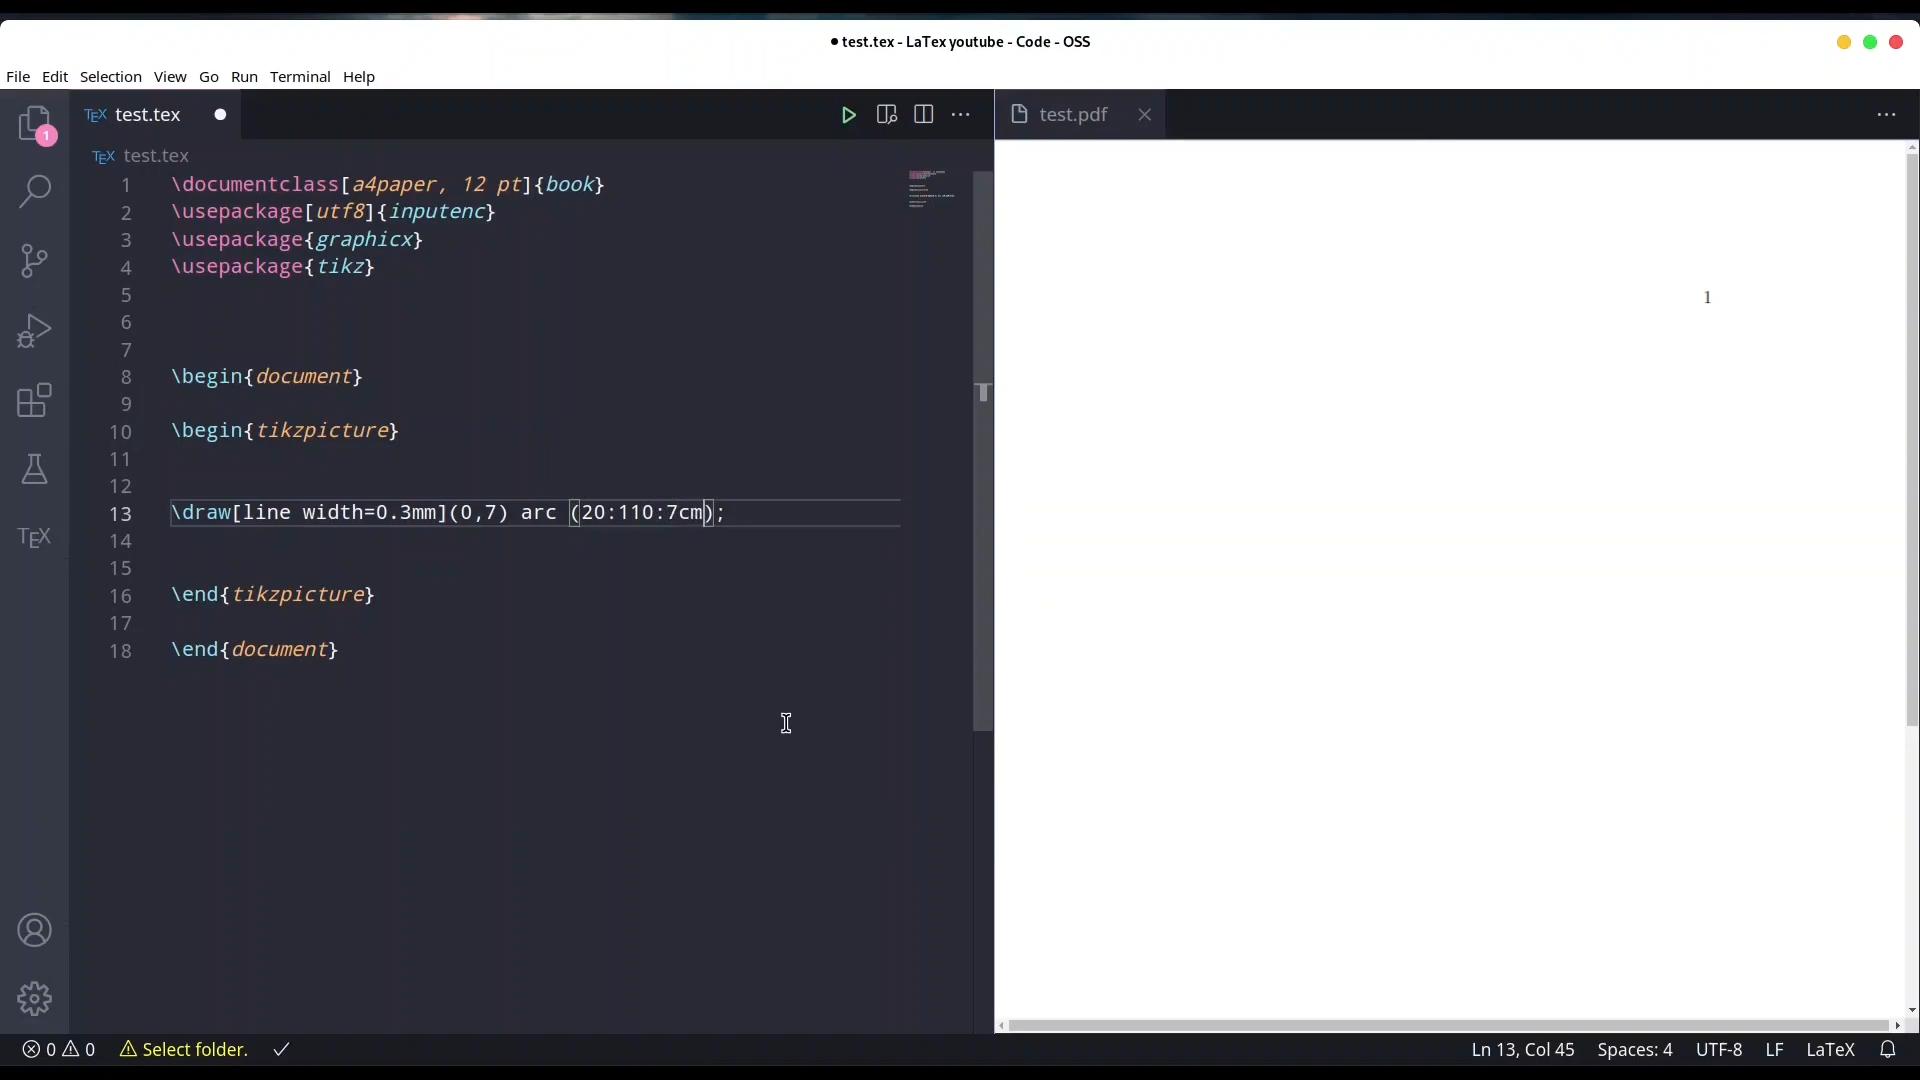 ● test.tex - LaTex youtube - Code - OSS
File Edit Selection View Go Run Terminal Help
1
TEX test.tex ●
test.pdf
TEX test.tex
1 \documentclass[a4paper, 12 pt]{book}
2 \usepackage[utf8]{inputenc}
3 \usepackage{graphicx}
4 \usepackage{tikz}
5
6
7
8 \begin{document}
9
10 \begin{tikzpicture}
11
12
13 \draw[line width=0.3mm](0,7) arc (20:110:7cm);
14
15
16 \end{tikzpicture}
17
18 \end{document}
TEX
1
0 0 Select folder.
Ln 13, Col 45 Spaces: 4 UTF-8 LF LaTeX